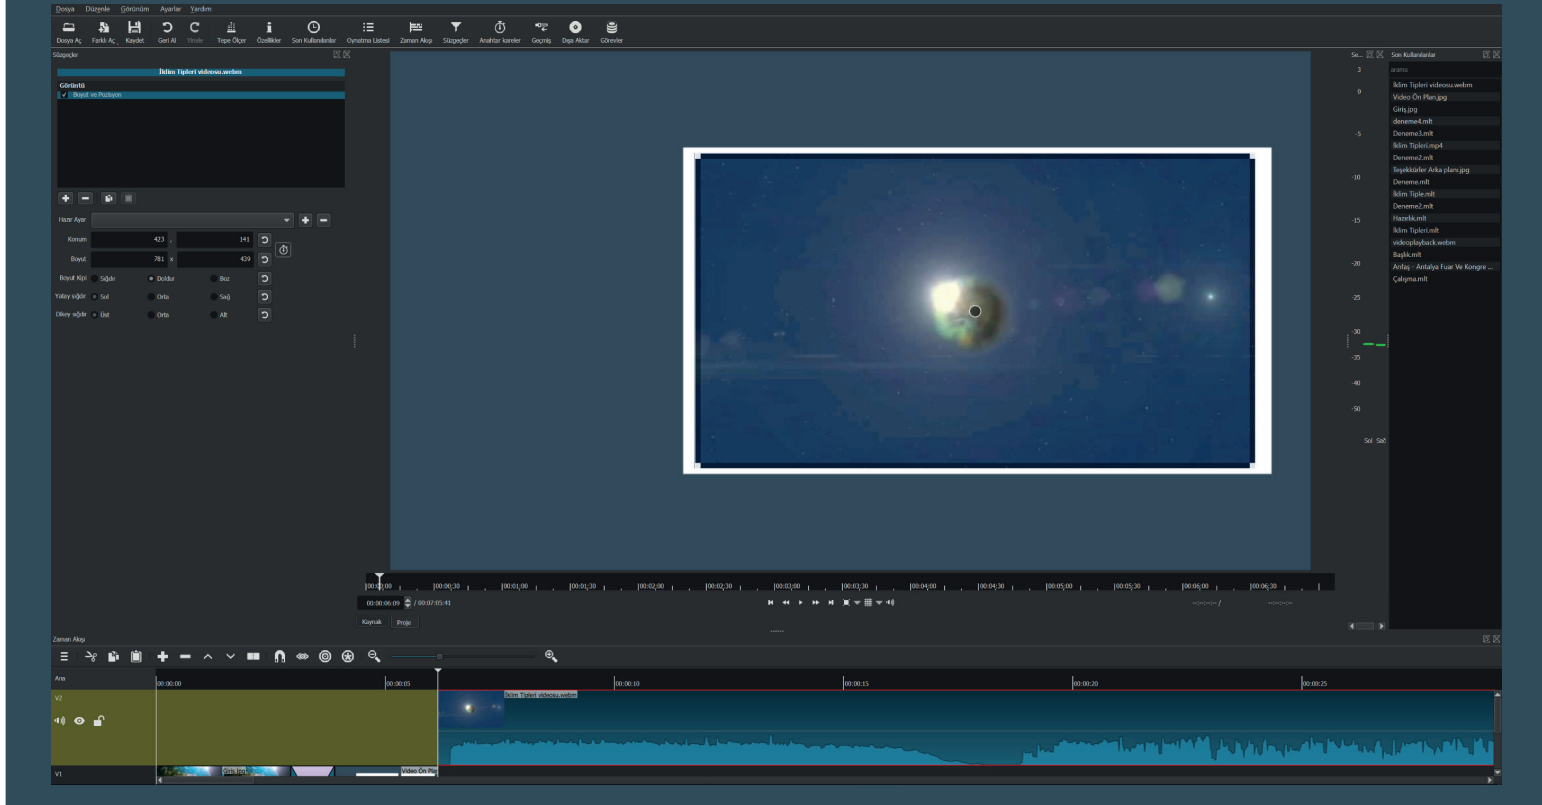 Dosya Düzenle Görünüm Ayarlar Yardım
Dosya Aç Farklı Aç Kaydet Geri Al Yinele Tepe Ölçer Özellikler Son Kullanılanlar Oynatma Listesi Zaman Akışı Süzgeçler Anahtar kareler Geçmiş Dışa Aktar Görevler
Süzgeçler
İklim Tipleri videosu.webm
Görüntü
Boyut ve Pozisyon
Hazır Ayar
Konum 423 , 141
Boyut 781 x 439
Boyut Kipi Sığdır Doldur Boz
Yatay sığdır Sol Orta Sağ
Dikey sığdır Üst Orta Alt
00:00:00 00:00:30 00:01:00 00:01:30 00:02:00 00:02:30 00:03:00 00:03:30 00:04:00 00:04:30 00:05:00 00:05:30 00:06:00 00:06:30
00:00:06:09 / 00:07:05:41 --:--:--:-- / --:--:--:--
Kaynak Proje
Se...
3
0
-5
-10
-15
-20
-25
-30
-35
-40
-50
Sol Sağ
Son Kullanılanlar
arama
İklim Tipleri videosu.webm
Video Ön Plan.jpg
Giriş.jpg
deneme4.mlt
Deneme3.mlt
İklim Tipleri.mp4
Deneme2.mlt
Teşekkürler Arka planı.jpg
Deneme.mlt
İklim Tiple.mlt
Deneme2.mlt
Hazırlık.mlt
İklim Tipleri.mlt
videoplayback.webm
Başlık.mlt
Anfaş - Antalya Fuar Ve Kongre ...
Çalışma.mlt
Zaman Akışı
Ana 00:00:00 00:00:05 00:00:10 00:00:15 00:00:20 00:00:25
V2 İklim Tipleri videosu.webm
V1 Giriş.jpg Video Ön Pla